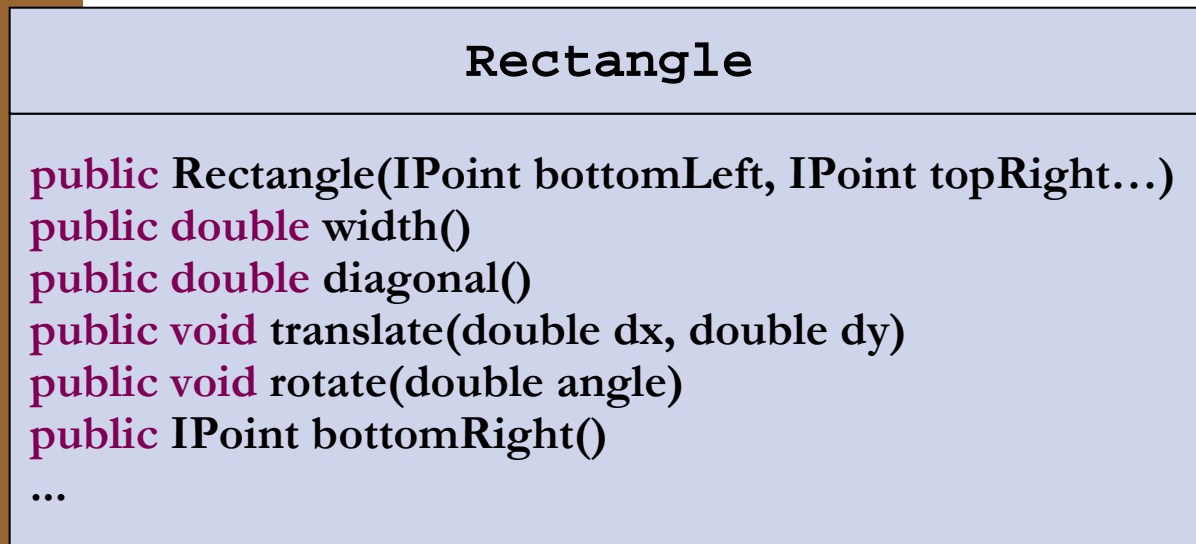 Rectangle
public Rectangle(IPoint bottomLeft, IPoint topRight…)
public double width()
public double diagonal()
public void translate(double dx, double dy)
public void rotate(double angle)
public IPoint bottomRight()
...